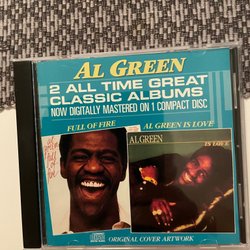 AL GREEN
2 ALL TIME GREAT
CLASSIC ALBUMS
NOW DIGITALLY MASTERED ON 1 COMPACT DISC
FULL OF FIRE
AL GREEN IS LOVE
AL GREEN
IS LOVE
ORIGINAL COVER ARTWORK